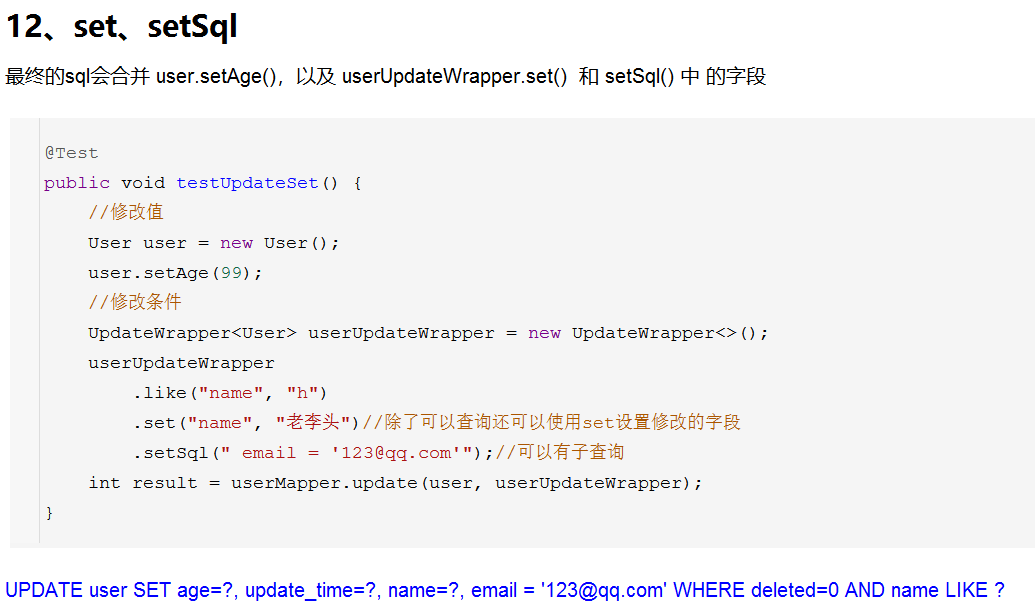 12、set、setSql
最终的sql会合并 user.setAge()，以及 userUpdateWrapper.set()  和 setSql() 中 的字段
@Test
public void testUpdateSet() {
    //修改值
    User user = new User();
    user.setAge(99);
    //修改条件
    UpdateWrapper<User> userUpdateWrapper = new UpdateWrapper<>();
    userUpdateWrapper
        .like("name", "h")
        .set("name", "老李头")//除了可以查询还可以使用set设置修改的字段
        .setSql(" email = '123@qq.com'");//可以有子查询
    int result = userMapper.update(user, userUpdateWrapper);
}
UPDATE user SET age=?, update_time=?, name=?, email = '123@qq.com' WHERE deleted=0 AND name LIKE ?